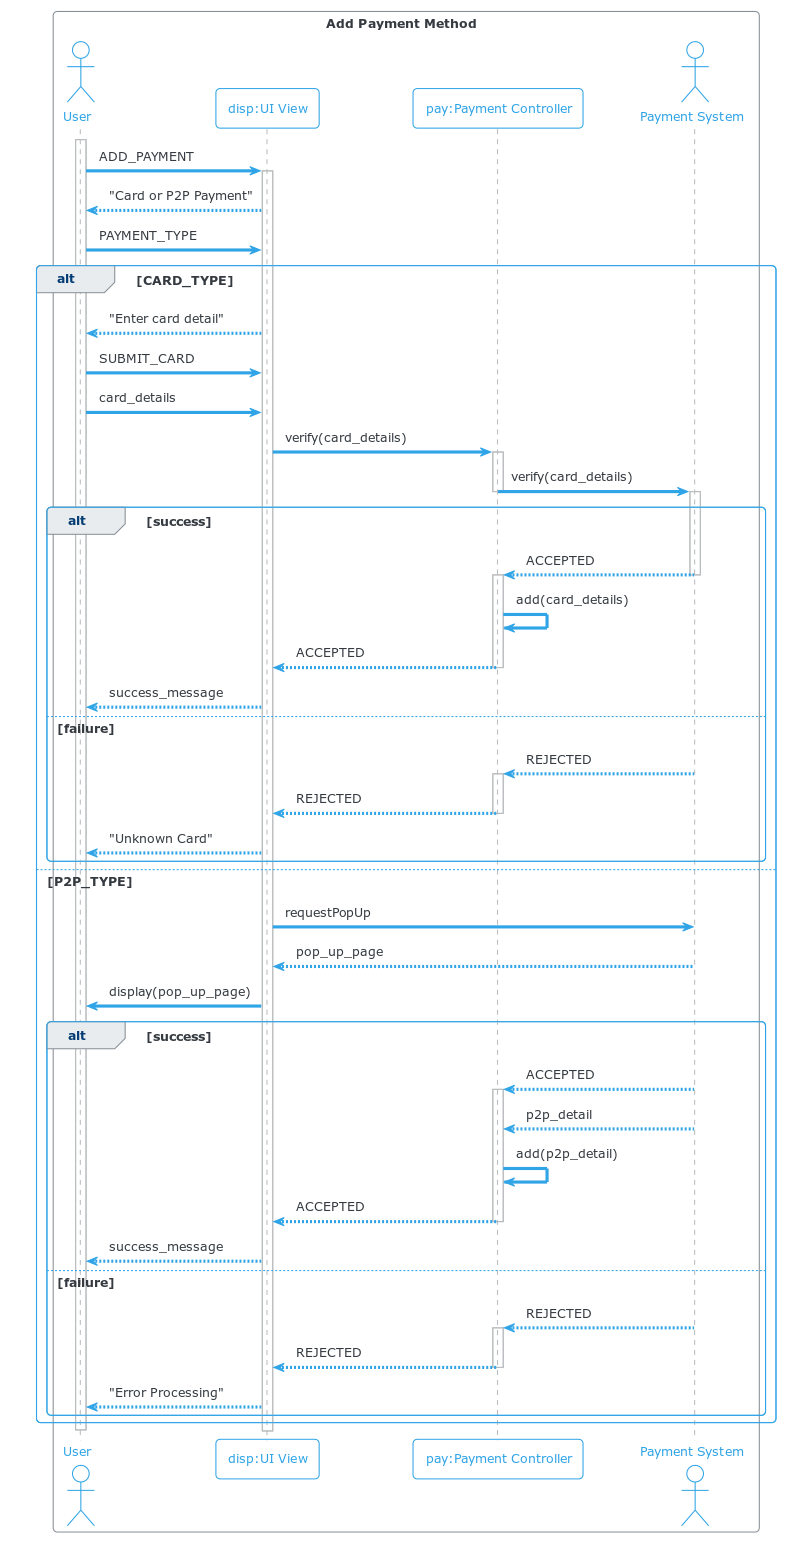 Add Payment Method
User
disp:UI View
pay:Payment Controller
Payment System
ADD_PAYMENT
"Card or P2P Payment"
PAYMENT_TYPE
alt [CARD_TYPE]
"Enter card detail"
SUBMIT_CARD
card_details
verify(card_details)
verify(card_details)
alt [success]
ACCEPTED
add(card_details)
ACCEPTED
success_message
[failure]
REJECTED
REJECTED
"Unknown Card"
[P2P_TYPE]
requestPopUp
pop_up_page
display(pop_up_page)
alt [success]
ACCEPTED
p2p_detail
add(p2p_detail)
ACCEPTED
success_message
[failure]
REJECTED
REJECTED
"Error Processing"
User
disp:UI View
pay:Payment Controller
Payment System